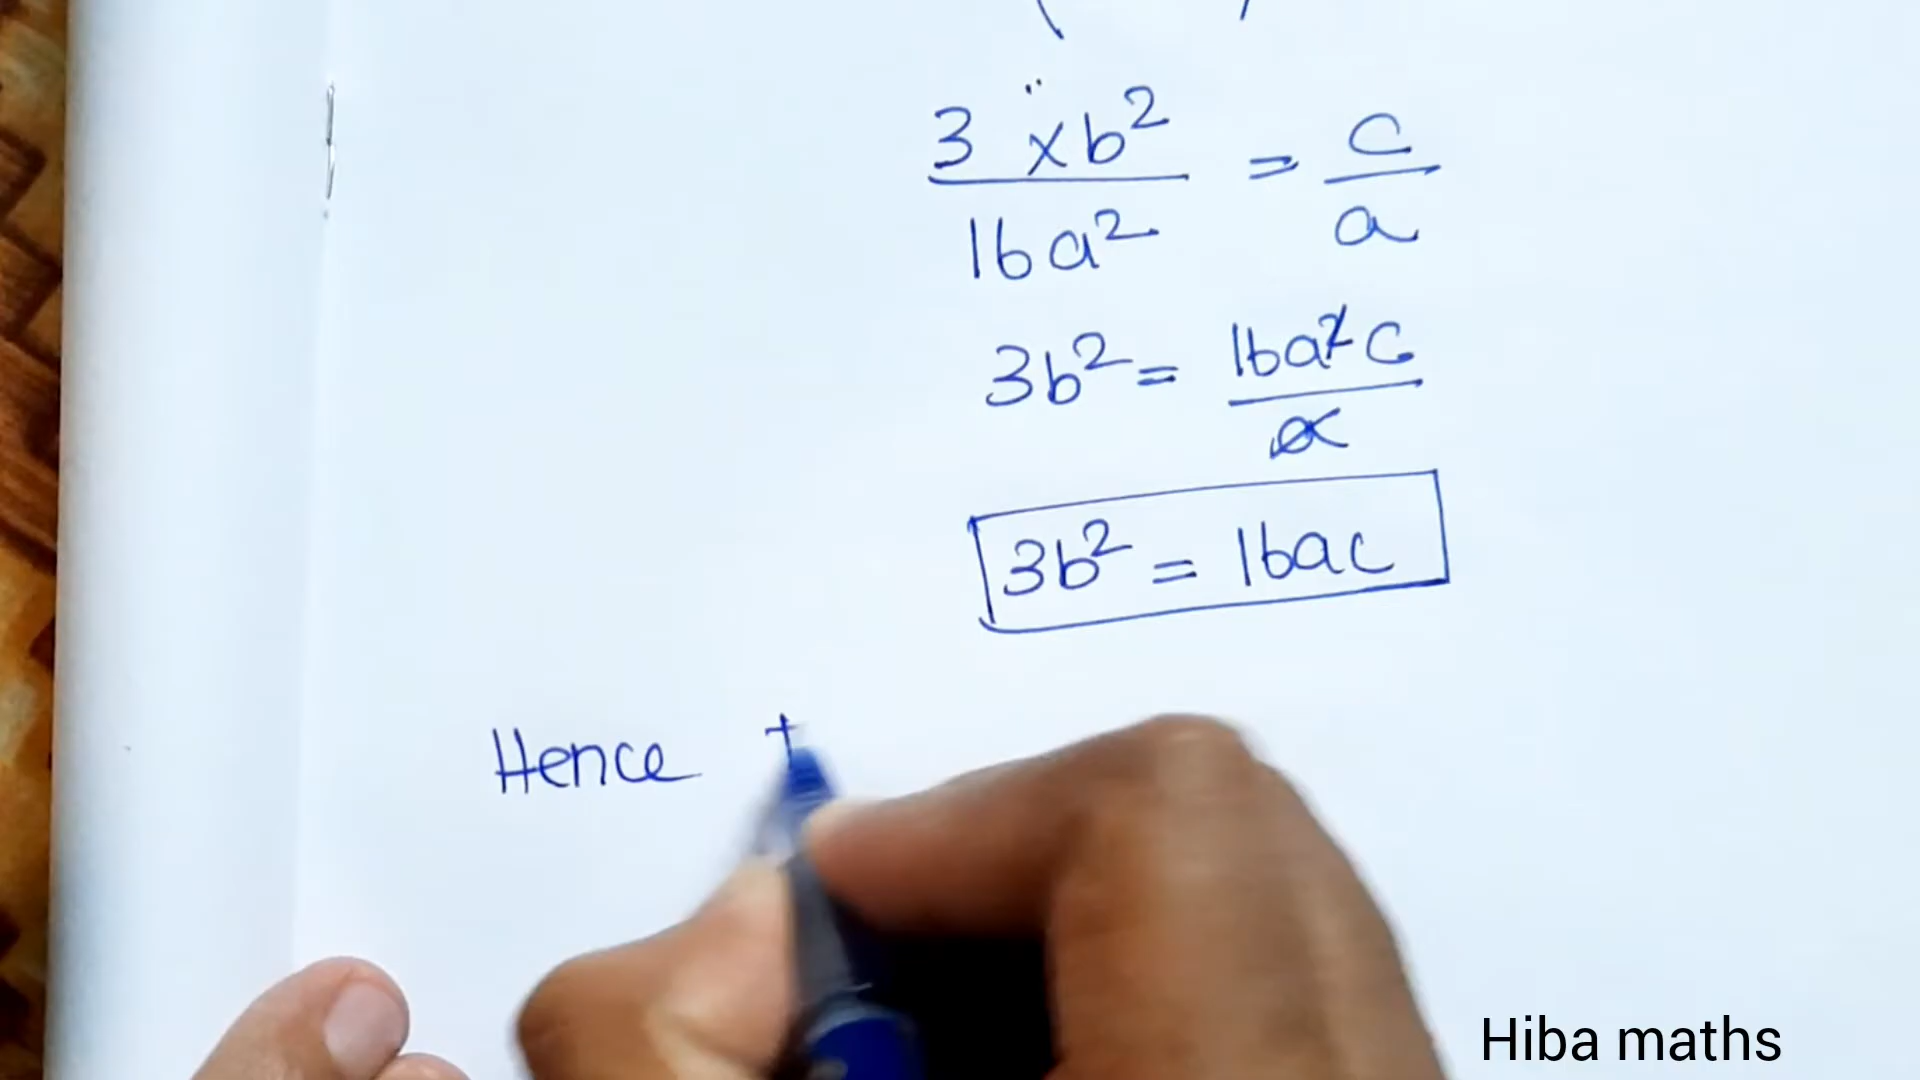 3 × b² / 16a² = c / a
3b² = 16a²c / a
3b² = 16ac
Hence
Hiba maths